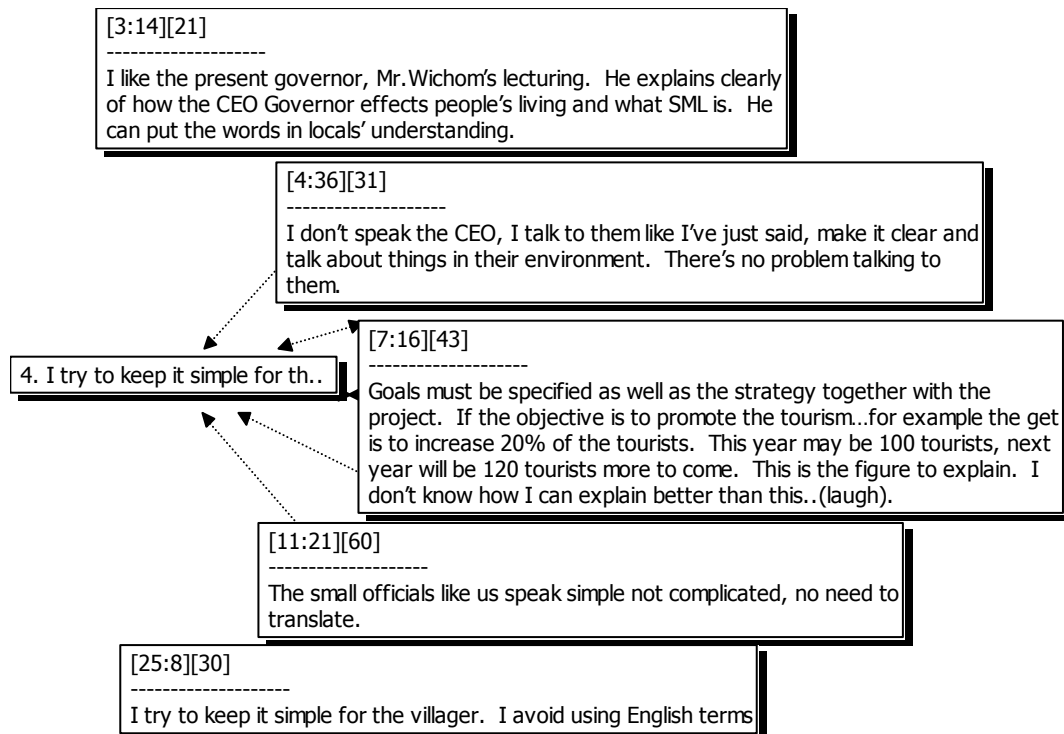 [3:14][21]
--------------------
I like the present governor, Mr.Wichom's lecturing.  He explains clearly
of how the CEO Governor effects people's living and what SML is.  He
can put the words in locals' understanding.
[4:36][31]
--------------------
I don't speak the CEO, I talk to them like I've just said, make it clear and
talk about things in their environment.  There's no problem talking to
them.
4. I try to keep it simple for th..
[7:16][43]
--------------------
Goals must be specified as well as the strategy together with the
project.  If the objective is to promote the tourism...for example the get
is to increase 20% of the tourists.  This year may be 100 tourists, next
year will be 120 tourists more to come.  This is the figure to explain.  I
don't know how I can explain better than this..(laugh).
[11:21][60]
--------------------
The small officials like us speak simple not complicated, no need to
translate.
[25:8][30]
--------------------
I try to keep it simple for the villager.  I avoid using English terms